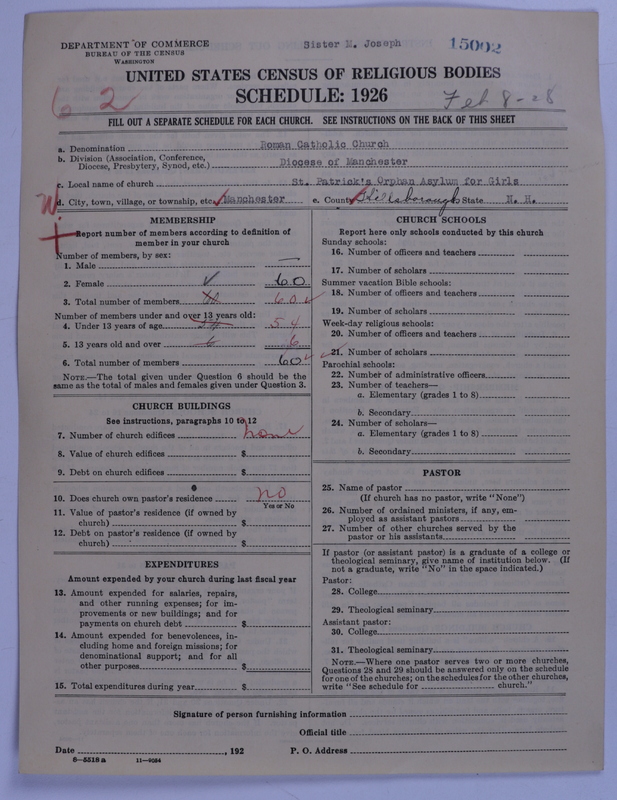 DEPARTMENT OF COMMERCE
BUREAU OF THE CENSUS
WASHINGTON
Sister M. Joseph
15002
UNITED STATES CENSUS OF RELIGIOUS BODIES
SCHEDULE: 1926
62
Feb 8-28
FILL OUT A SEPARATE SCHEDULE FOR EACH CHURCH. SEE INSTRUCTIONS ON THE BACK OF THIS SHEET
a. Denomination Roman Catholic Church
b. Division (Association, Conference, Diocese, Presbytery, Synod, etc.) Diocese of Manchester
c. Local name of church St. Patrick's Orphan Asylum for Girls
d. City, town, village, or township, etc. Manchester e. County Hillsborough State N. H.
MEMBERSHIP
Report number of members according to definition of
member in your church
Number of members, by sex:
1. Male —
2. Female 60
3. Total number of members 60
Number of members under and over 13 years old:
4. Under 13 years of age 54
5. 13 years old and over 6 6
6. Total number of members 60
NOTE.—The total given under Question 6 should be the
same as the total of males and females given under Question 3.
CHURCH BUILDINGS
See instructions, paragraphs 10 to 12
7. Number of church edifices none
8. Value of church edifices $
9. Debt on church edifices $
10. Does church own pastor's residence no
Yes or No
11. Value of pastor's residence (if owned by
church) $
12. Debt on pastor's residence (if owned by
church) $
EXPENDITURES
Amount expended by your church during last fiscal year
13. Amount expended for salaries, repairs,
and other running expenses; for im-
provements or new buildings; and for
payments on church debt $
14. Amount expended for benevolences, in-
cluding home and foreign missions; for
denominational support; and for all
other purposes $
15. Total expenditures during year $
CHURCH SCHOOLS
Report here only schools conducted by this church
Sunday schools:
16. Number of officers and teachers
17. Number of scholars
Summer vacation Bible schools:
18. Number of officers and teachers
19. Number of scholars
Week-day religious schools:
20. Number of officers and teachers
21. Number of scholars
Parochial schools:
22. Number of administrative officers
23. Number of teachers—
a. Elementary (grades 1 to 8)
b. Secondary
24. Number of scholars—
a. Elementary (grades 1 to 8)
b. Secondary
PASTOR
25. Name of pastor
(If church has no pastor, write "None")
26. Number of ordained ministers, if any, em-
ployed as assistant pastors
27. Number of other churches served by the
pastor or his assistants
If pastor (or assistant pastor) is a graduate of a college or
theological seminary, give name of institution below. (If
not a graduate, write "No" in the space indicated.)
Pastor:
28. College
29. Theological seminary
Assistant pastor:
30. College
31. Theological seminary
NOTE.—Where one pastor serves two or more churches,
Questions 28 and 29 should be answered only on the schedule
for one of the churches; on the schedules for the other churches,
write "See schedule for church."
Signature of person furnishing information
Official title
Date , 192 P. O. Address
8—5518 a 11—9084